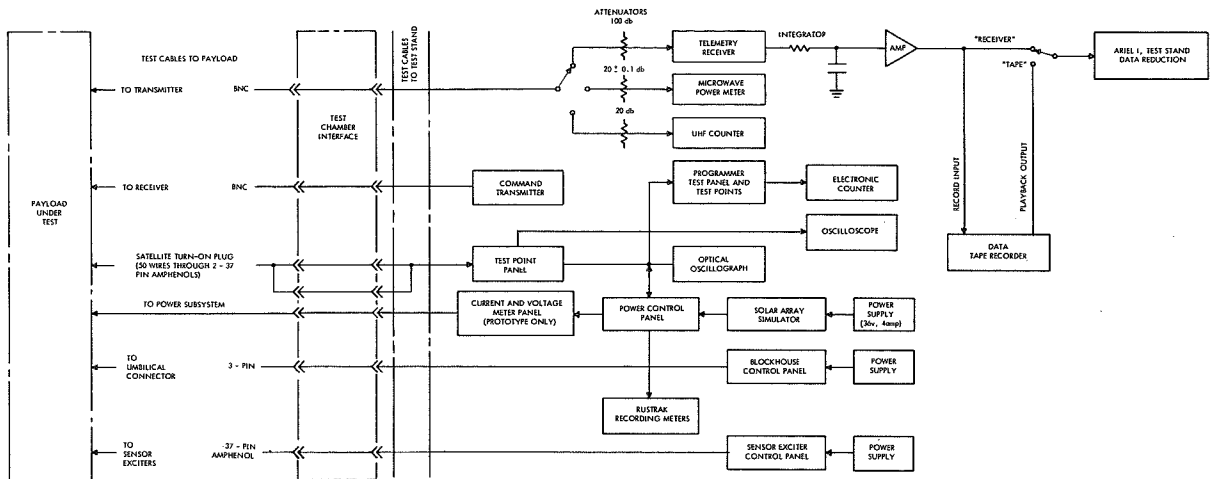 ATTENUATORS
100 db
TELEMETRY
RECEIVER
INTEGRATOR
AMP
"RECEIVER"
"TAPE"
ARIEL I, TEST STAND
DATA REDUCTION
TEST CABLES TO PAYLOAD
TEST CABLES
TO TEST STAND
20 ± 0.1 db
MICROWAVE
POWER METER
TO TRANSMITTER
BNC
20 db
UHF COUNTER
TEST
CHAMBER
INTERFACE
RECORD INPUT
PLAYBACK OUTPUT
TO RECEIVER
BNC
COMMAND
TRANSMITTER
PROGRAMMER
TEST PANEL AND
TEST POINTS
ELECTRONIC
COUNTER
PAYLOAD
UNDER
TEST
OSCILLOSCOPE
DATA
TAPE RECORDER
SATELLITE TURN-ON PLUG
(50 WIRES THROUGH 2 - 37
PIN AMPHENOLS)
TEST POINT
PANEL
OPTICAL
OSCILLOGRAPH
TO POWER SUBSYSTEM
CURRENT AND VOLTAGE
METER PANEL
(PROTOTYPE ONLY)
POWER CONTROL
PANEL
SOLAR ARRAY
SIMULATOR
POWER
SUPPLY
(36v, 4amp)
TO
UMBILICAL
CONNECTOR
3 - PIN
BLOCKHOUSE
CONTROL PANEL
POWER
SUPPLY
RUSTRAK
RECORDING METERS
TO
SENSOR
EXCITERS
37 - PIN
AMPHENOL
SENSOR EXCITER
CONTROL PANEL
POWER
SUPPLY